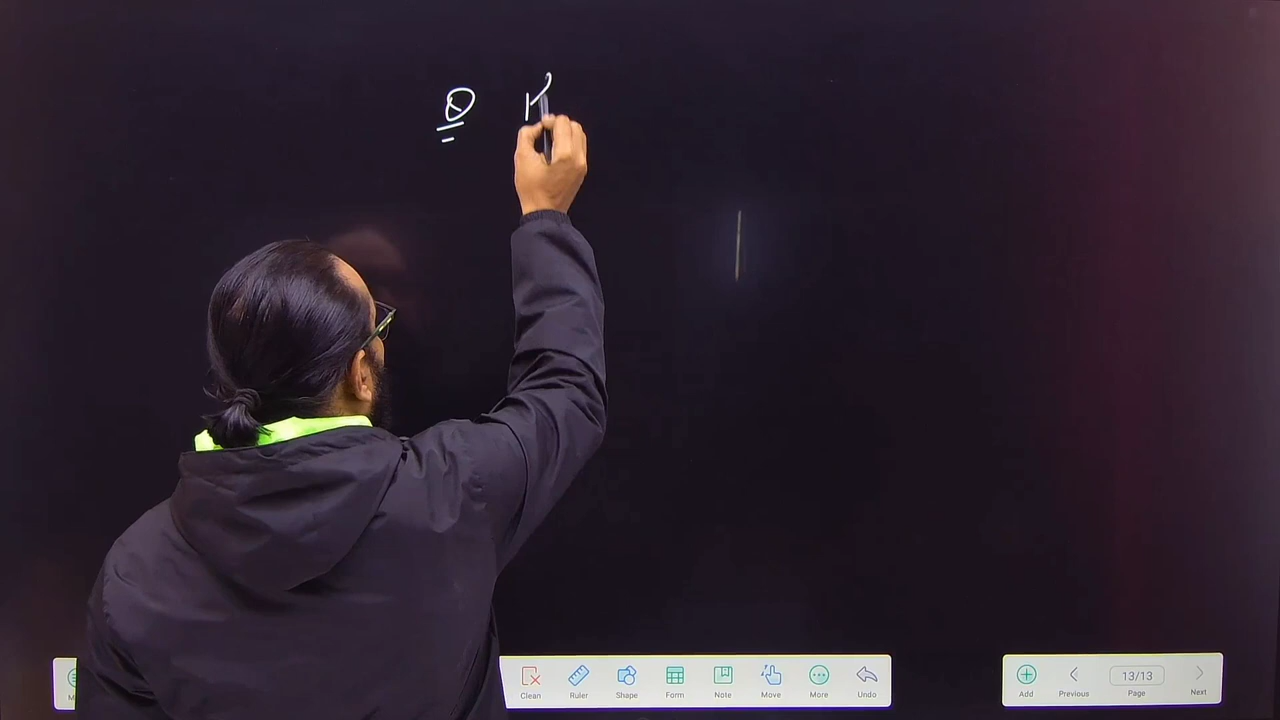 Q
Clean Ruler Shape Form Note Move More Undo
Add Previous 13/13 Page Next